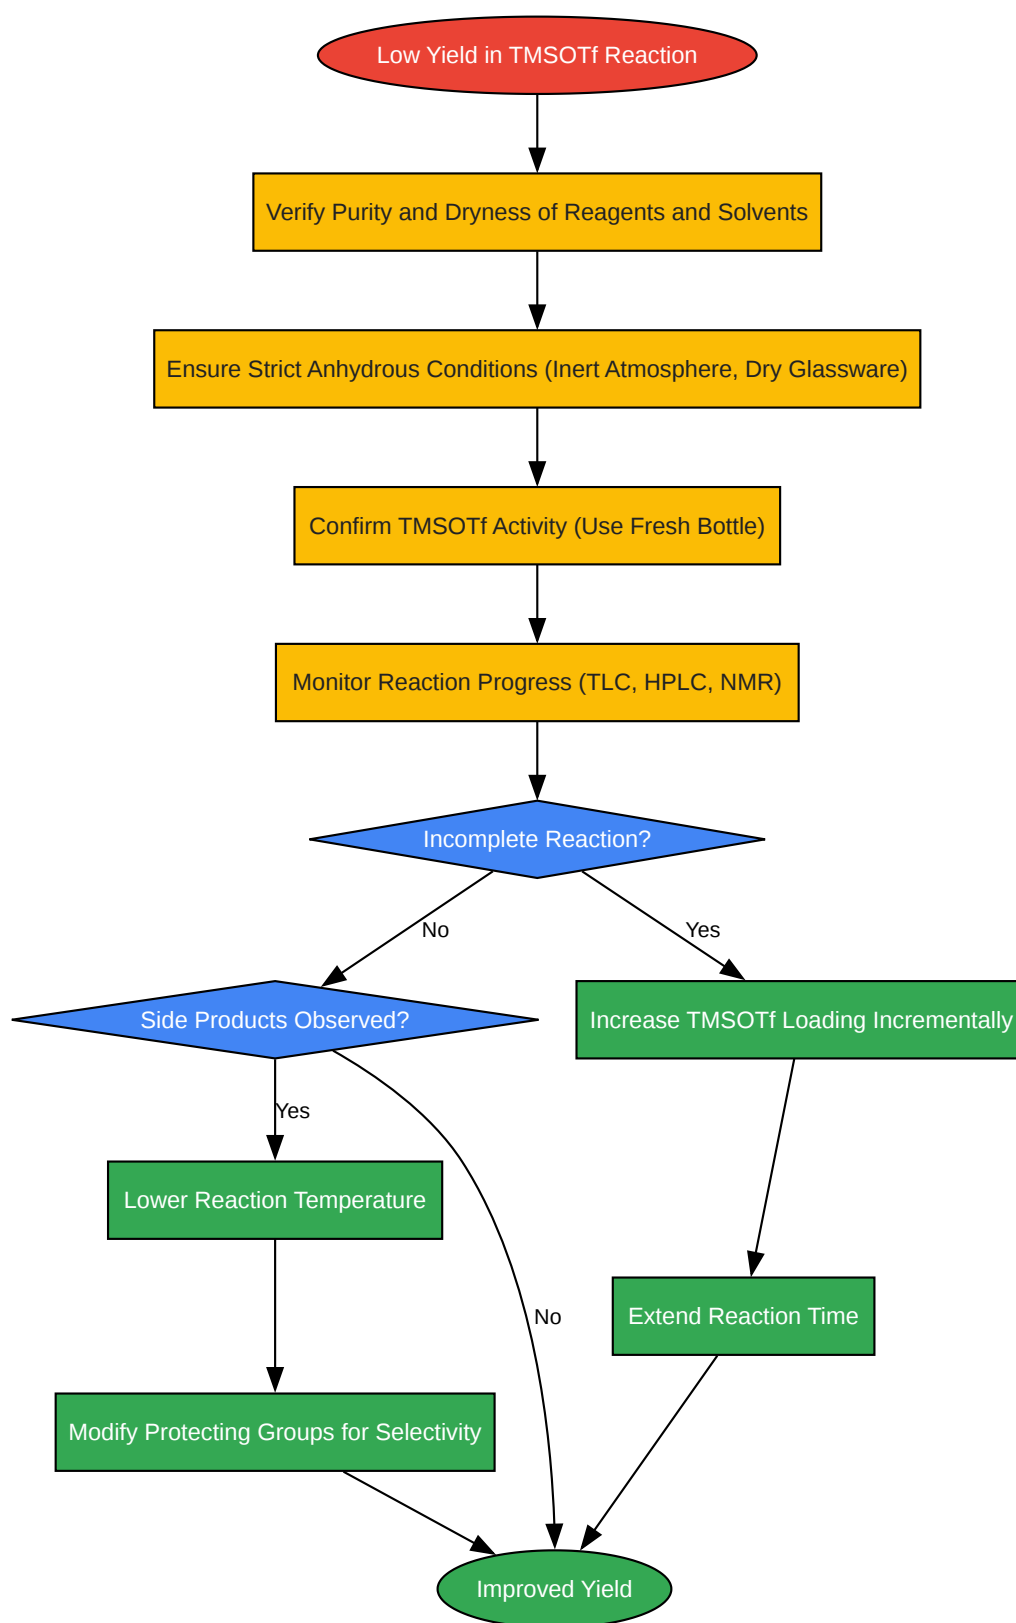 Low Yield in TMSOTf Reaction
Verify Purity and Dryness of Reagents and Solvents
Ensure Strict Anhydrous Conditions (Inert Atmosphere, Dry Glassware)
Confirm TMSOTf Activity (Use Fresh Bottle)
Monitor Reaction Progress (TLC, HPLC, NMR)
Incomplete Reaction?
No
Yes
Side Products Observed?
Increase TMSOTf Loading Incrementally
Yes
Lower Reaction Temperature
No
Extend Reaction Time
Modify Protecting Groups for Selectivity
Improved Yield